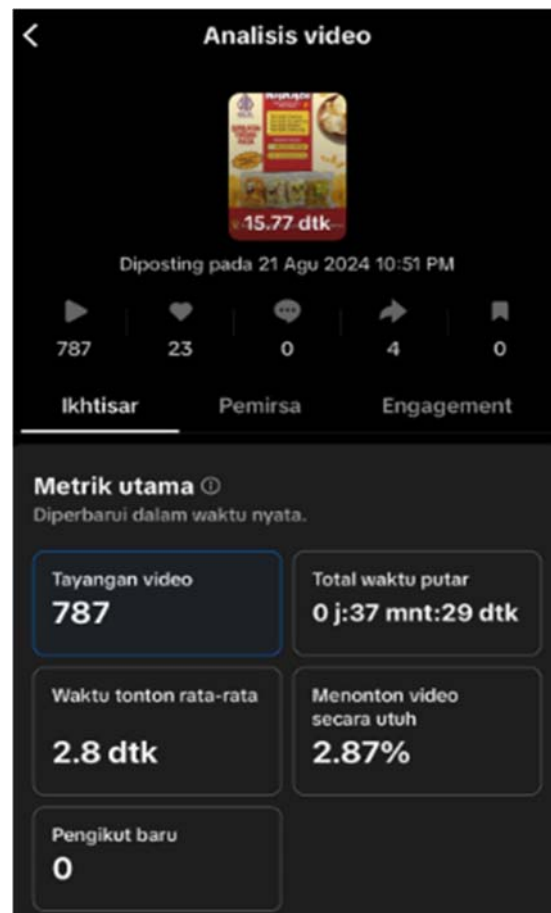 Analisis video
15.77 dtk
Diposting pada 21 Agu 2024 10:51 PM
787 23 0 4 0
Ikhtisar Pemirsa Engagement
Metrik utama
Diperbarui dalam waktu nyata.
Tayangan video
787
Total waktu putar
0 j:37 mnt:29 dtk
Waktu tonton rata-rata
2.8 dtk
Menonton video
secara utuh
2.87%
Pengikut baru
0